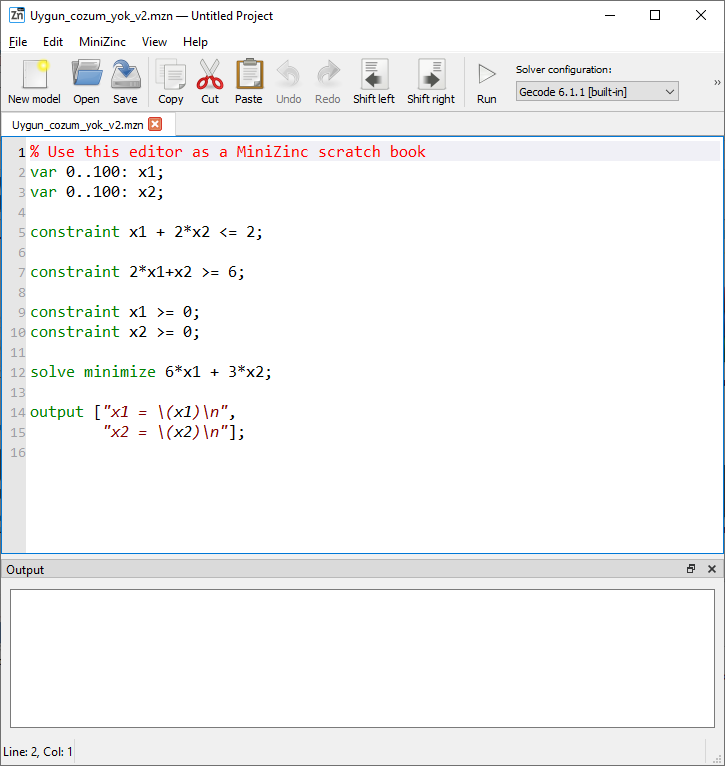 Uygun_cozum_yok_v2.mzn — Untitled Project
File Edit MiniZinc View Help
New model Open Save Copy Cut Paste Undo Redo Shift left Shift right Run
Solver configuration:
Gecode 6.1.1 [built-in]
»
Uygun_cozum_yok_v2.mzn
1 % Use this editor as a MiniZinc scratch book
2 var 0..100: x1;
3 var 0..100: x2;
4
5 constraint x1 + 2*x2 <= 2;
6
7 constraint 2*x1+x2 >= 6;
8
9 constraint x1 >= 0;
10 constraint x2 >= 0;
11
12 solve minimize 6*x1 + 3*x2;
13
14 output ["x1 = \(x1)\n",
15 "x2 = \(x2)\n"];
16
Output
Line: 2, Col: 1